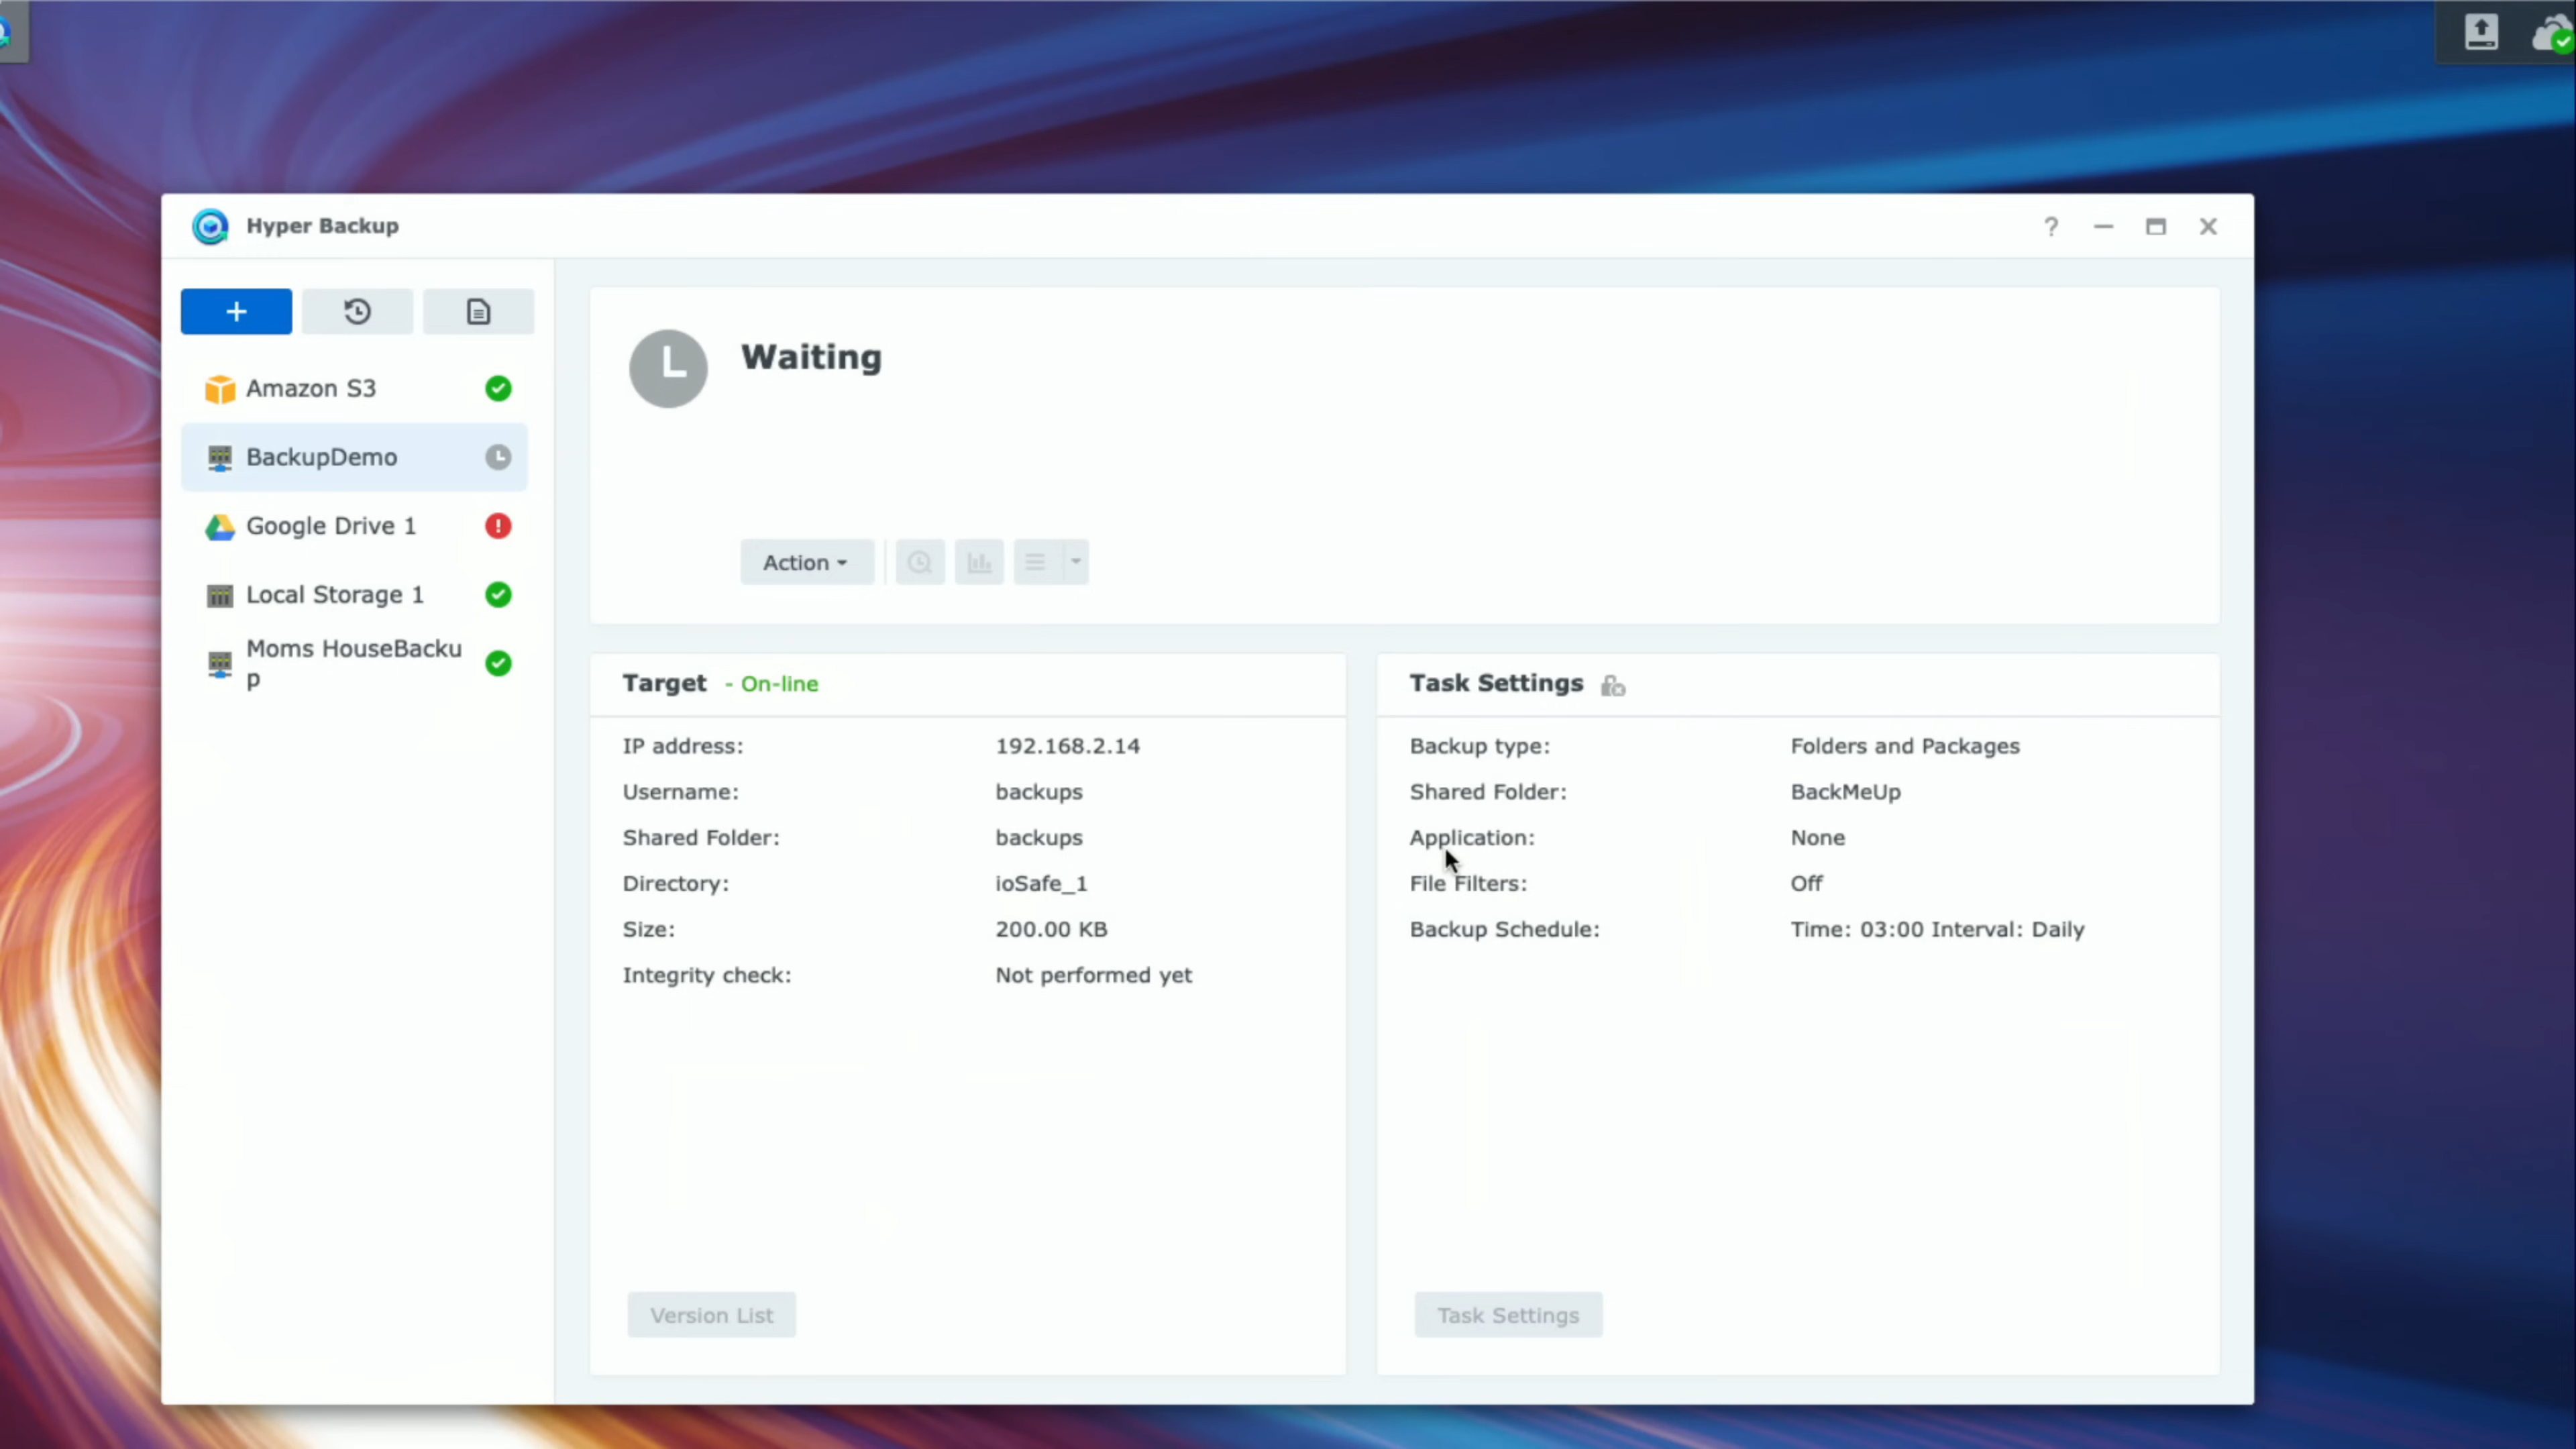 Hyper Backup
?
+
Amazon S3
BackupDemo
Google Drive 1
Local Storage 1
Moms HouseBacku
p
Waiting
Action
Target - On-line
IP address: 192.168.2.14
Username: backups
Shared Folder: backups
Directory: ioSafe_1
Size: 200.00 KB
Integrity check: Not performed yet
Version List
Task Settings
Backup type: Folders and Packages
Shared Folder: BackMeUp
Application: None
File Filters: Off
Backup Schedule: Time: 03:00 Interval: Daily
Task Settings